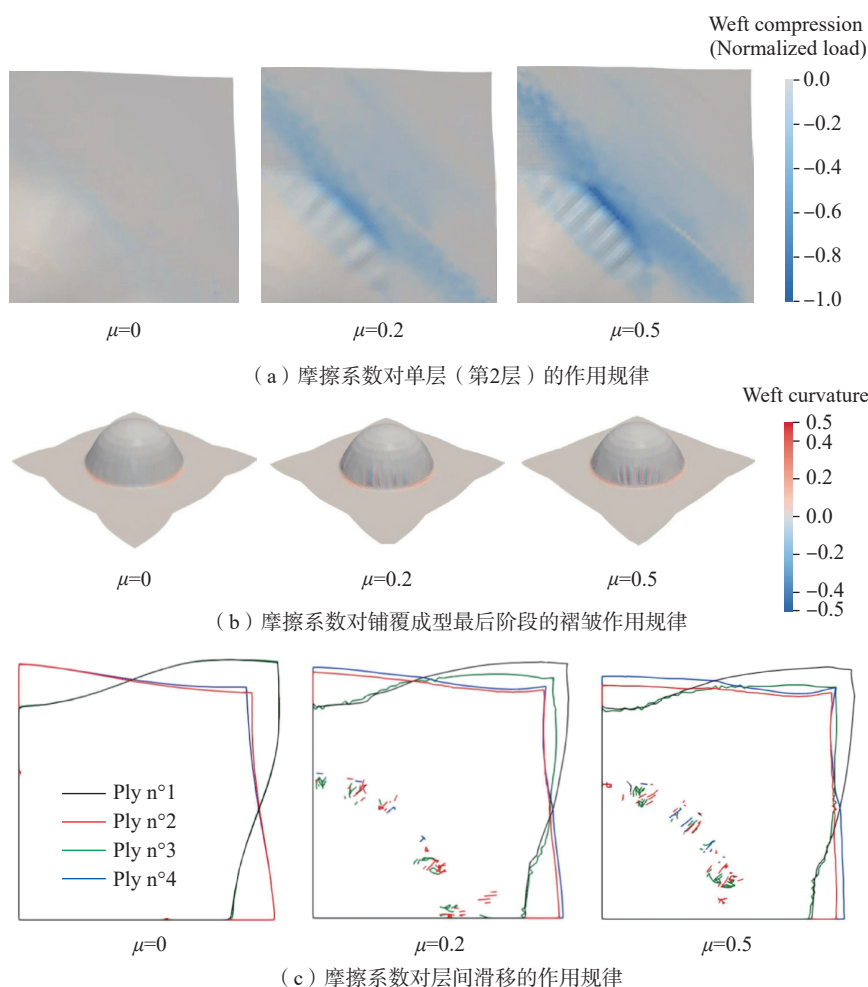 Weft compression
(Normalized load)
0.0
−0.2
−0.4
−0.6
−0.8
−1.0
μ=0 μ=0.2 μ=0.5
（a）摩擦系数对单层（第2层）的作用规律
Weft curvature
0.5
0.4
0.2
0.0
−0.2
−0.4
−0.5
μ=0 μ=0.2 μ=0.5
（b）摩擦系数对铺覆成型最后阶段的褶皱作用规律
Ply n°1
Ply n°2
Ply n°3
Ply n°4
μ=0 μ=0.2 μ=0.5
（c）摩擦系数对层间滑移的作用规律